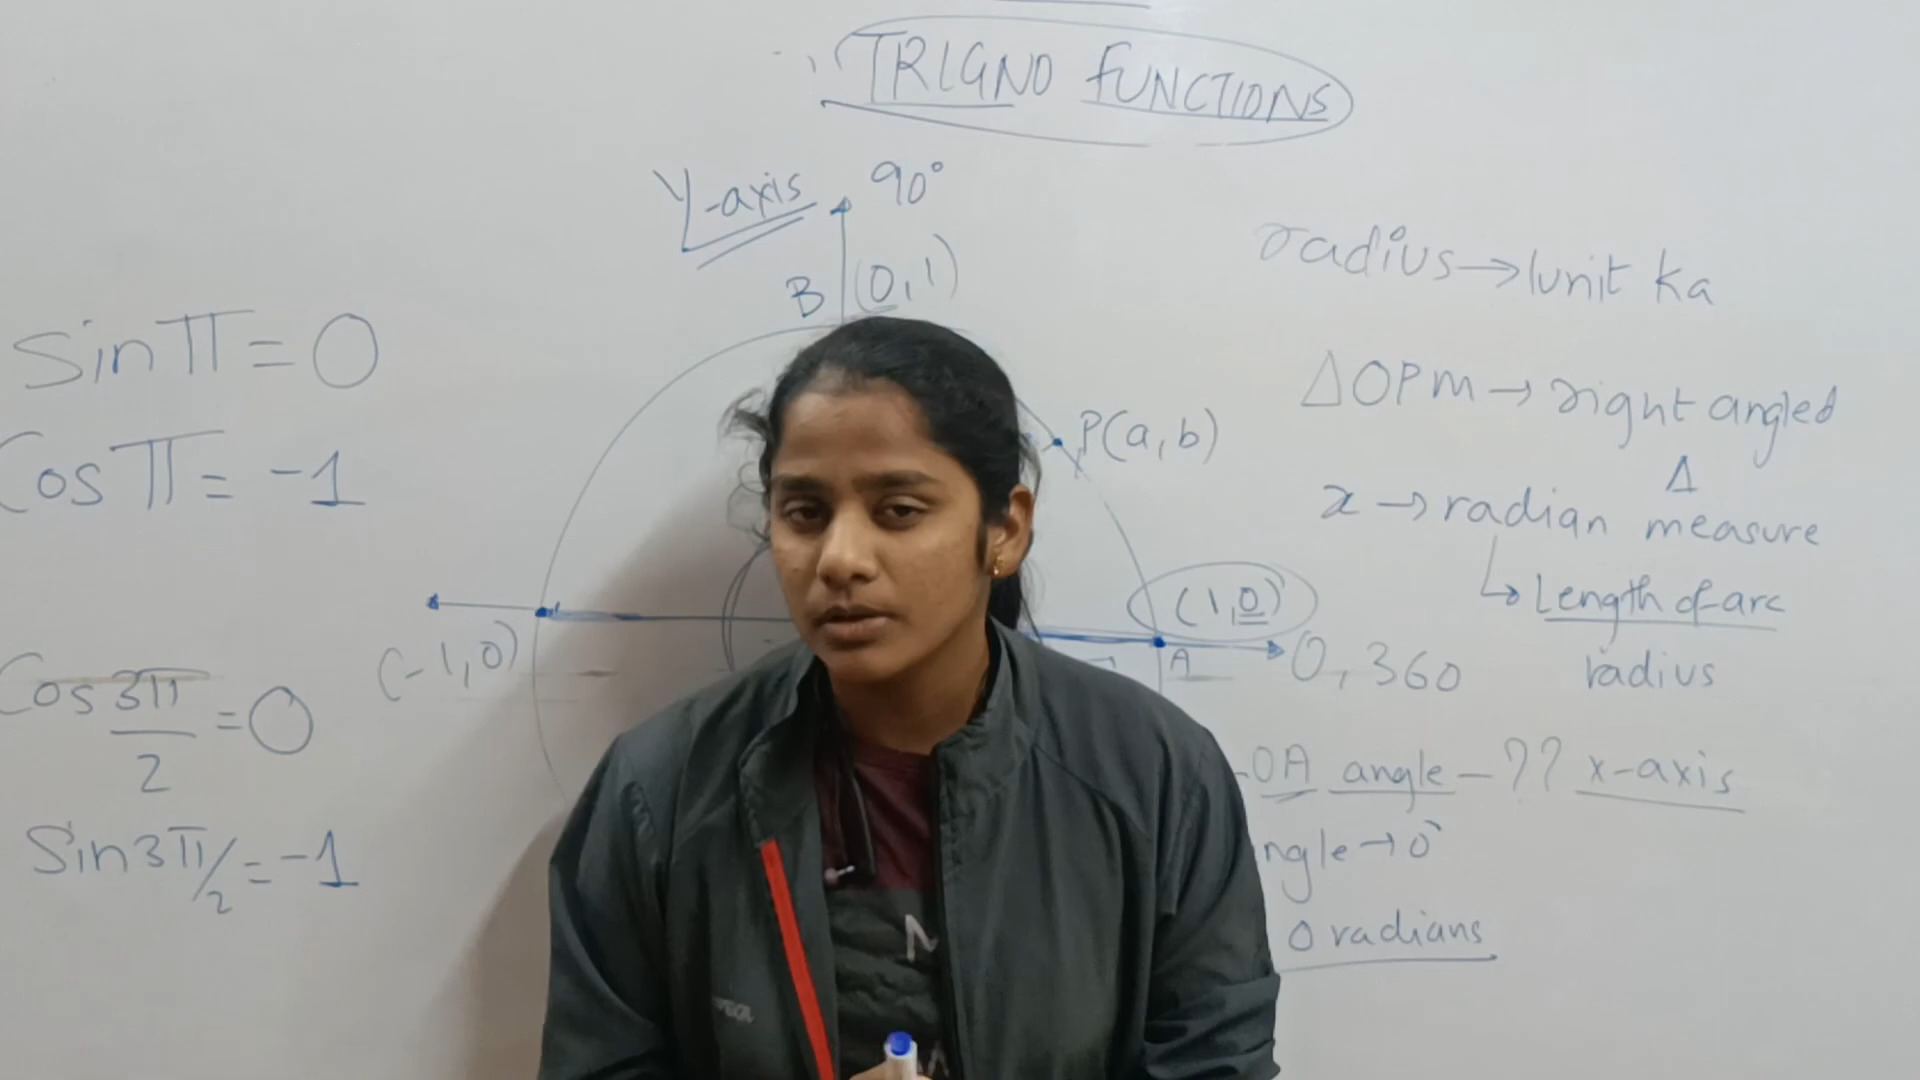 TRIGNO FUNCTIONS
Y-axis
90°
B (0,1)
P(a,b)
(1,0)
A
0, 360
(-1,0)
Sin π = 0
Cos π = -1
Cos 3π/2 = 0
Sin 3π/2 = -1
radius → 1unit ka
Δ OPM → right angled
Δ
x → radian measure
↳ Length of arc
radius
OA angle - ?? x-axis
ngle → 0°
0 radians